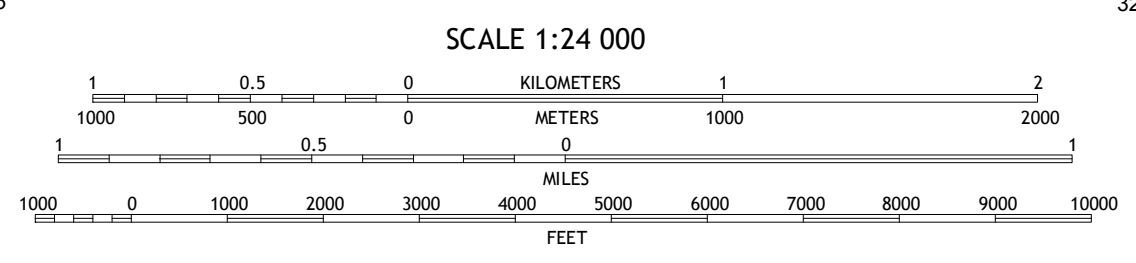 SCALE 1:24 000
1 0.5 0 KILOMETERS 1 2
1000 500 0 METERS 1000 2000
1 0.5 0 1
MILES
1000 0 1000 2000 3000 4000 5000 6000 7000 8000 9000 10000
FEET